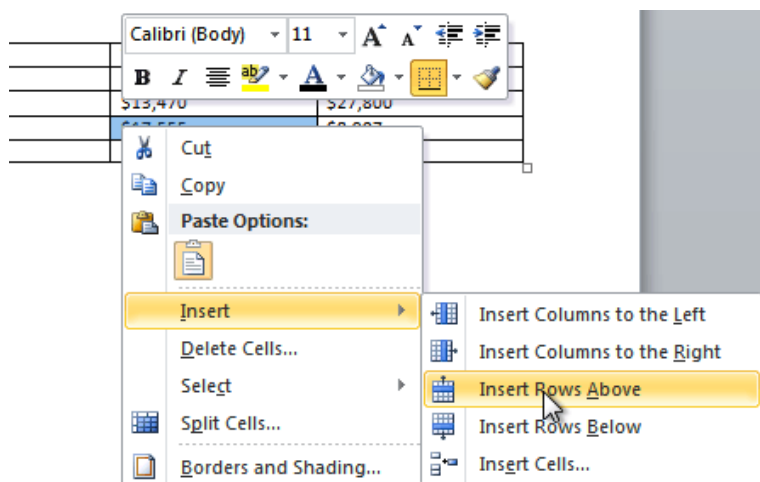 Calibri (Body) 11 A A
B I ab A
$13,470 $27,800
Cut
Copy
Paste Options:
Insert
Delete Cells...
Select
Split Cells...
Borders and Shading...
Insert Columns to the Left
Insert Columns to the Right
Insert Rows Above
Insert Rows Below
Insert Cells...